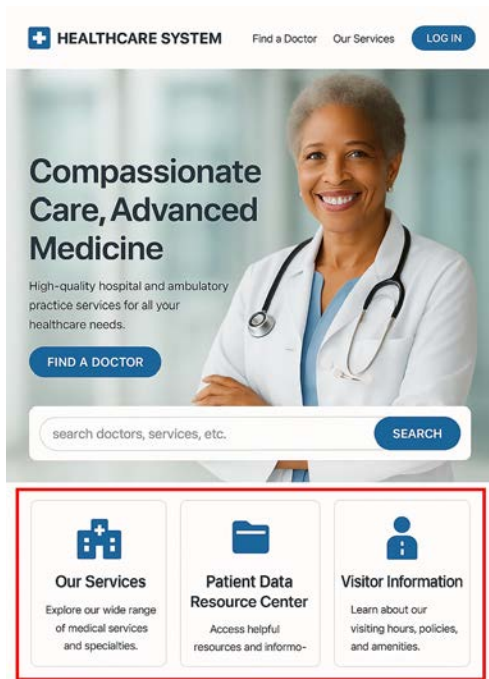 HEALTHCARE SYSTEM
Find a Doctor
Our Services
LOG IN
Compassionate
Care, Advanced
Medicine
High-quality hospital and ambulatory
practice services for all your
healthcare needs.
FIND A DOCTOR
search doctors, services, etc.
SEARCH
Our Services
Explore our wide range
of medical services
and specialties.
Patient Data
Resource Center
Access helpful
resources and informo-
Visitor Information
Learn about our
visiting hours, policies,
and amenities.